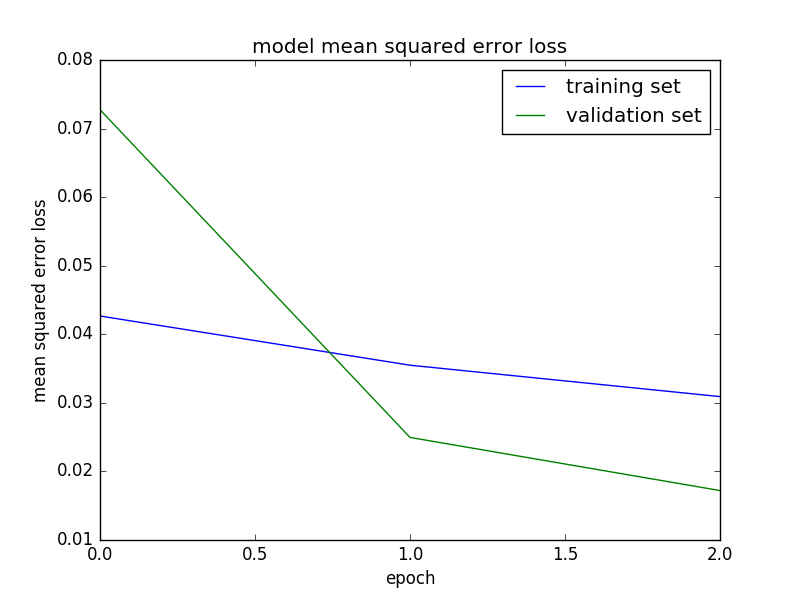 model mean squared error loss
training set
validation set
mean squared error loss
0.08
0.07
0.06
0.05
0.04
0.03
0.02
0.01
0.0 0.5 1.0 1.5 2.0
epoch